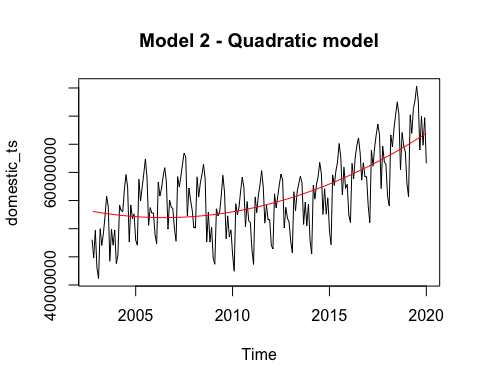 Model 2 - Quadratic model
domestic_ts
60000000
40000000
2005 2010 2015 2020
Time